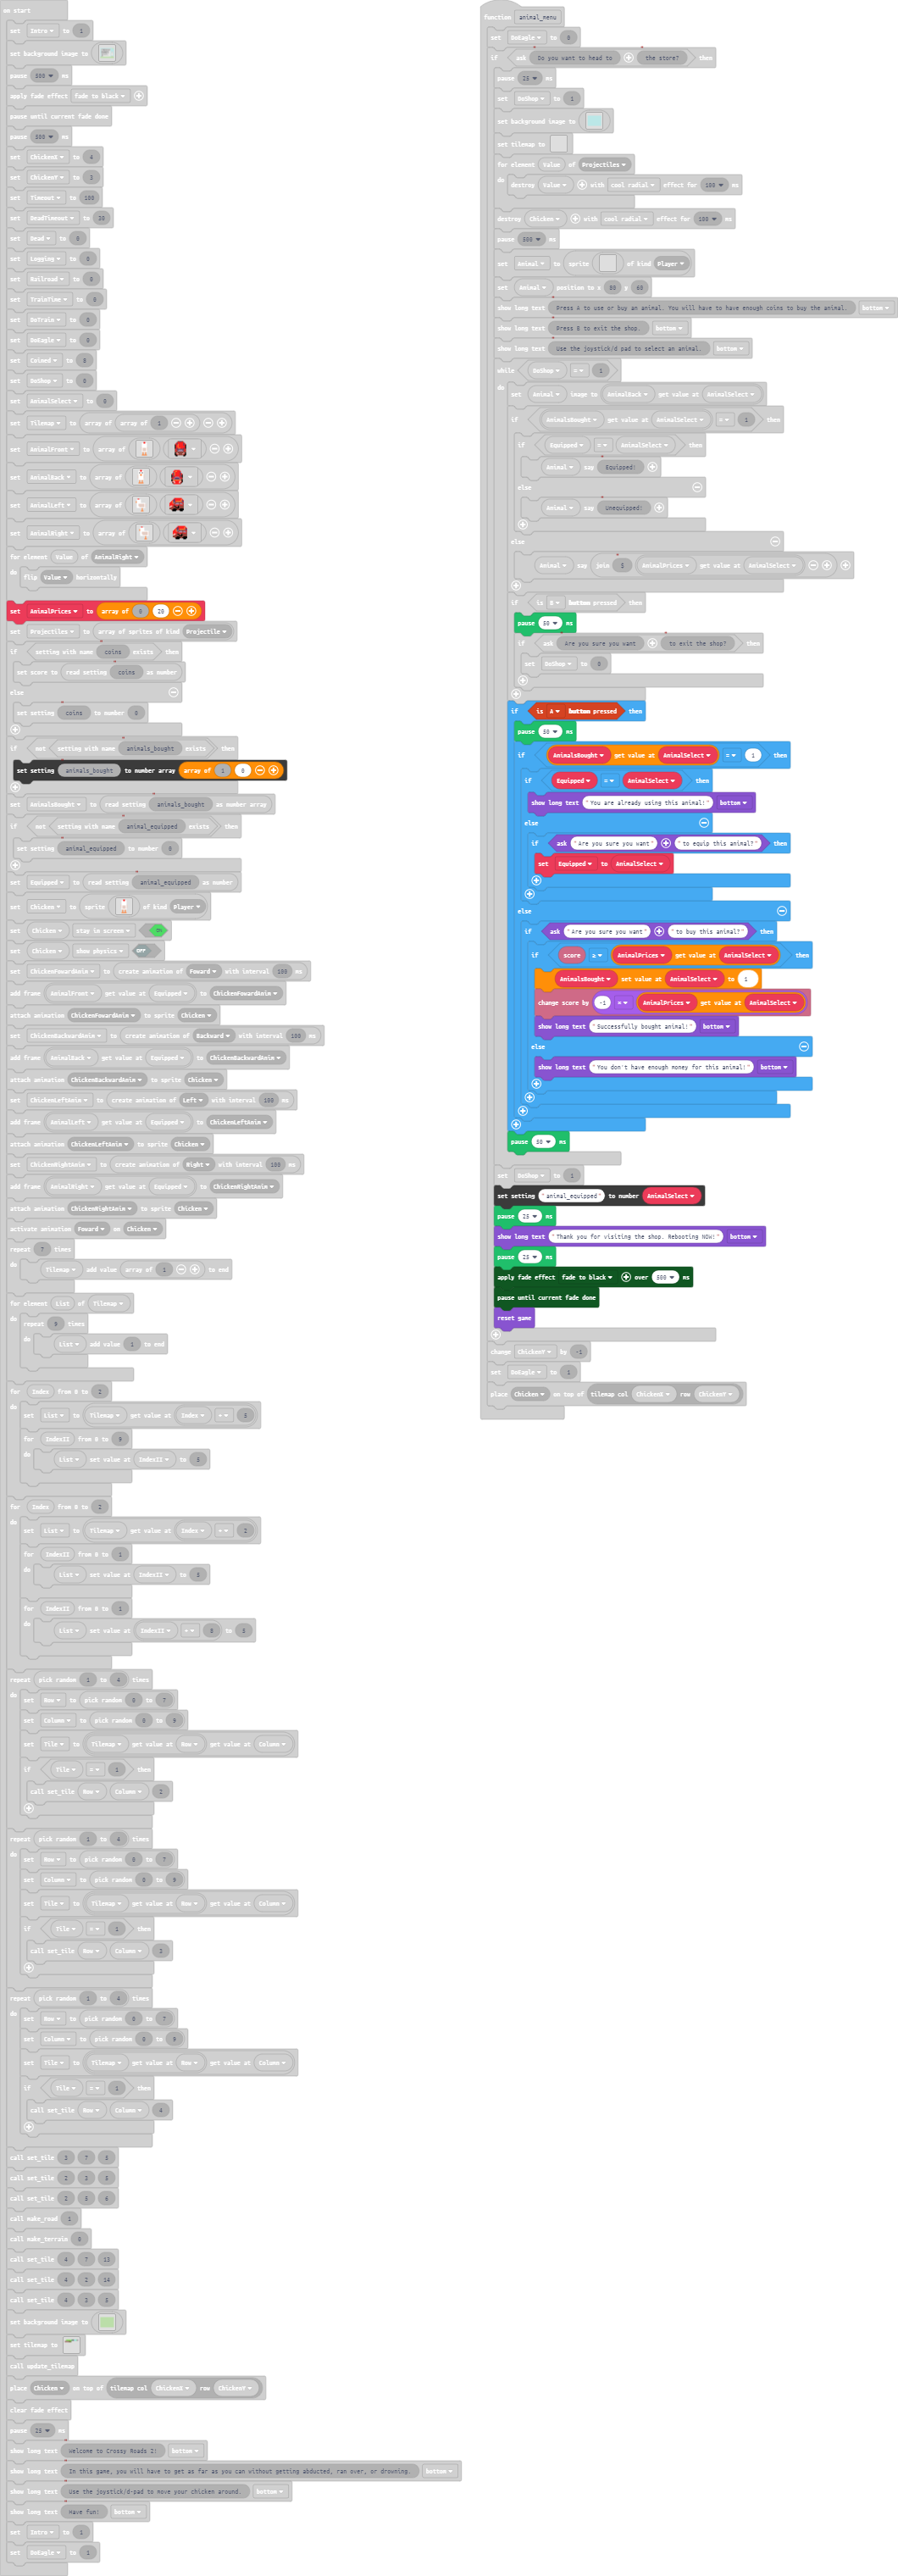 on start
set Intro to 1
set background image to
pause 500 ms
apply fade effect fade to black
pause until current fade done
pause 500 ms
set ChickenX to 4
set ChickenY to 3
set Timeout to 100
set DeadTimeout to 30
set Dead to 0
set Logging to 0
set Railroad to 0
set TrainTime to 0
set DoTrain to 0
set DoEagle to 0
set Coined to 0
set DoShop to 0
set AnimalSelect to 0
set Tilemap to array of array of 1
set AnimalFront to array of
set AnimalBack to array of
set AnimalLeft to array of
set AnimalRight to array of
for element Value of AnimalRight
do flip Value horizontally
set AnimalPrices to array of 0 25
set Projectiles to array of sprites of kind Projectile
if setting with name coins exists then
set score to read setting coins as number
else
set setting coins to number 0
if not setting with name animals_bought exists then
set setting animals_bought to number array array of 1 0
set AnimalsBought to read setting animals_bought as number array
if not setting with name animal_equipped exists then
set setting animal_equipped to number 0
set Equipped to read setting animal_equipped as number
set Chicken to sprite of kind Player
set Chicken stay in screen ON
set Chicken show physics OFF
set ChickenFowardAnim to create animation of Foward with interval 100 ms
add frame AnimalFront get value at Equipped to ChickenFowardAnim
attach animation ChickenFowardAnim to sprite Chicken
set ChickenBackwardAnim to create animation of Backward with interval 100 ms
add frame AnimalBack get value at Equipped to ChickenBackwardAnim
attach animation ChickenBackwardAnim to sprite Chicken
set ChickenLeftAnim to create animation of Left with interval 100 ms
add frame AnimalLeft get value at Equipped to ChickenLeftAnim
attach animation ChickenLeftAnim to sprite Chicken
set ChickenRightAnim to create animation of Right with interval 100 ms
add frame AnimalRight get value at Equipped to ChickenRightAnim
attach animation ChickenRightAnim to sprite Chicken
activate animation Foward on Chicken
repeat 7 times
do Tilemap add value array of 1 to end
for element List of Tilemap
do repeat 9 times
do List add value 1 to end
for Index from 0 to 2
do set List to Tilemap get value at Index + 5
for IndexII from 0 to 9
do List set value at IndexII to 5
for Index from 0 to 2
do set List to Tilemap get value at Index + 2
for IndexII from 0 to 1
do List set value at IndexII to 5
for IndexII from 0 to 1
do List set value at IndexII + 8 to 5
repeat pick random 1 to 4 times
do set Row to pick random 0 to 7
set Column to pick random 0 to 9
set Tile to Tilemap get value at Row get value at Column
if Tile = 1 then
call set_tile Row Column 2
repeat pick random 1 to 4 times
do set Row to pick random 0 to 7
set Column to pick random 0 to 9
set Tile to Tilemap get value at Row get value at Column
if Tile = 1 then
call set_tile Row Column 3
repeat pick random 1 to 4 times
do set Row to pick random 0 to 7
set Column to pick random 0 to 9
set Tile to Tilemap get value at Row get value at Column
if Tile = 1 then
call set_tile Row Column 4
call set_tile
call set_tile
call set_tile
call make_road 1
call make_terrain 0
call set_tile 4 7 13
call set_tile 4 2 14
call set_tile
set background image to
set tilemap to
call update_tilemap
place Chicken on top of tilemap col ChickenX row ChickenY
clear fade effect
pause 25 ms
show long text Welcome to Crossy Roads 2! bottom
show long text In this game, you will have to get as far as you can without getting abducted, ran over, or drowning. bottom
show long text Use the joystick/d-pad to move your chicken around. bottom
show long text Have fun! bottom
set Intro to 1
set DoEagle to 1
function animal_menu
set DoEagle to 0
if ask Do you want to head to the store? then
pause 25 ms
set DoShop to 1
set background image to
set tilemap to
for element Value of Projectiles
do destroy Value with cool radial effect for 100 ms
destroy Chicken with cool radial effect for 100 ms
pause 500 ms
set Animal to sprite of kind Player
set Animal position to x 80 y 60
show long text Press A to use or buy an animal. You will have to have enough coins to buy the animal. bottom
show long text Press B to exit the shop. bottom
show long text Use the joystick/d pad to select an animal. bottom
while DoShop = 1
do set Animal image to AnimalBack get value at AnimalSelect
if AnimalsBought get value at AnimalSelect = 1 then
if Equipped = AnimalSelect then
Animal say Equipped!
else
Animal say Unequipped!
else
Animal say join $ AnimalPrices get value at AnimalSelect
if is B button pressed then
pause 50 ms
if ask Are you sure you want to exit the shop? then
set DoShop to 0
if is A button pressed then
pause 50 ms
if AnimalsBought get value at AnimalSelect = 1 then
if Equipped = AnimalSelect then
show long text "You are already using this animal!" bottom
else
if ask "Are you sure you want" "to equip this animal?" then
set Equipped to AnimalSelect
else
if ask "Are you sure you want" "to buy this animal?" then
if score ≥ AnimalPrices get value at AnimalSelect then
AnimalsBought set value at AnimalSelect to 1
change score by -1 × AnimalPrices get value at AnimalSelect
show long text "Successfully bought animal!" bottom
else
show long text "You don't have enough money for this animal!" bottom
pause 50 ms
set DoShop to 1
set setting "animal_equipped" to number AnimalSelect
pause 25 ms
show long text "Thank you for visiting the shop. Rebooting NOW!" bottom
pause 25 ms
apply fade effect fade to black over 500 ms
pause until current fade done
reset game
change ChickenY by -1
set DoEagle to 1
place Chicken on top of tilemap col ChickenX row ChickenY